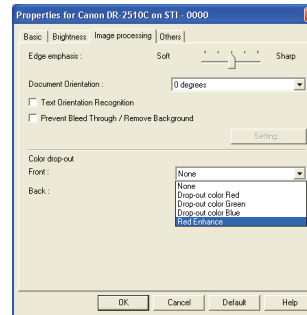 Properties for Canon DR-2510C on STI - 0000
Basic Brightness Image processing Others
Edge emphasis : Soft Sharp
Document Orientation : 0 degrees
Text Orientation Recognition
Prevent Bleed Through / Remove Background
Setting...
Color drop-out
Front : None
None
Back : Drop-out color Red
Drop-out color Green
Drop-out color Blue
Red Enhance
OK Cancel Default Help